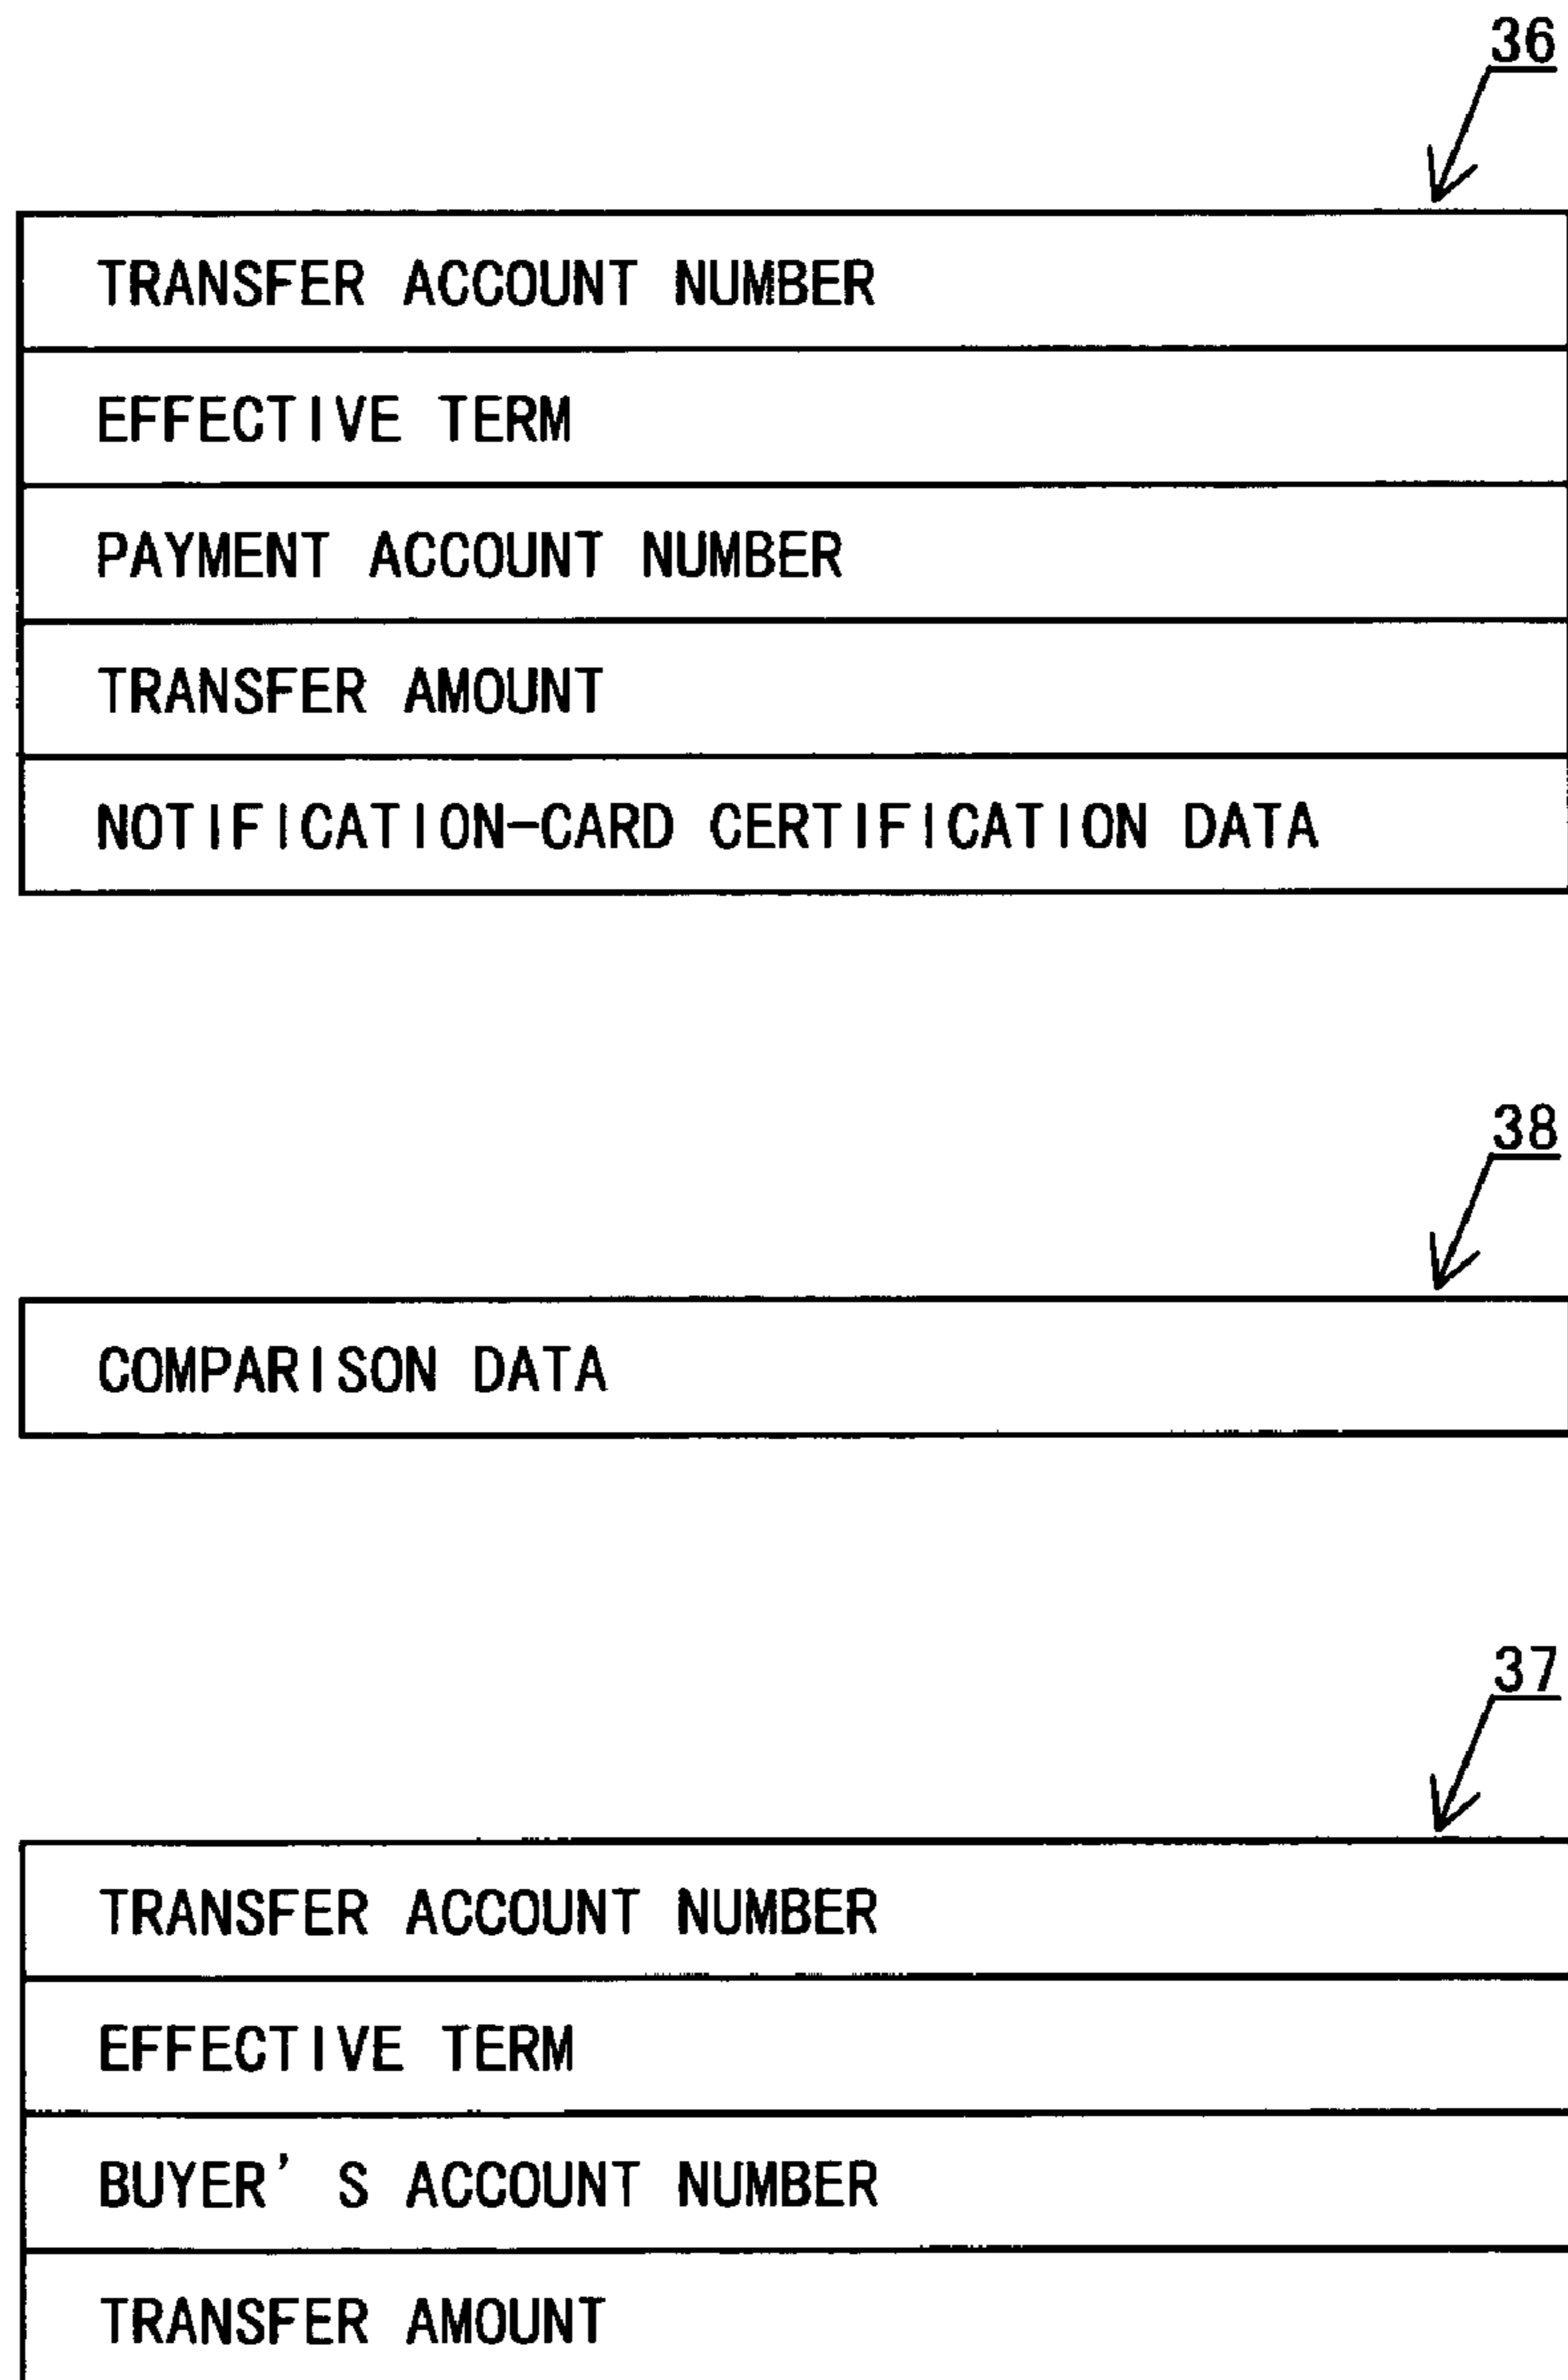 36
TRANSFER ACCOUNT NUMBER
EFFECTIVE TERM
PAYMENT ACCOUNT NUMBER
TRANSFER AMOUNT
NOTIFICATION-CARD CERTIFICATION DATA
38
COMPARISON DATA
37
TRANSFER ACCOUNT NUMBER
EFFECTIVE TERM
BUYER' S ACCOUNT NUMBER
TRANSFER AMOUNT